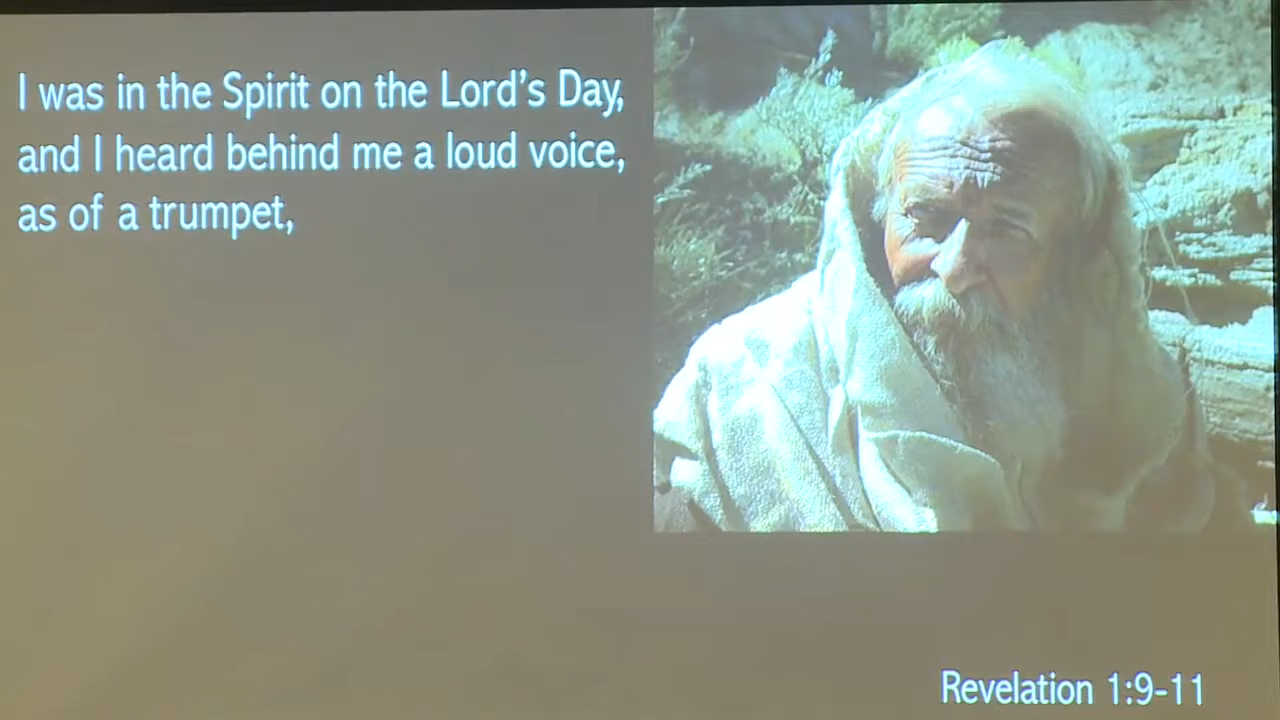 I was in the Spirit on the Lord's Day,
and I heard behind me a loud voice,
as of a trumpet,
Revelation 1:9-11